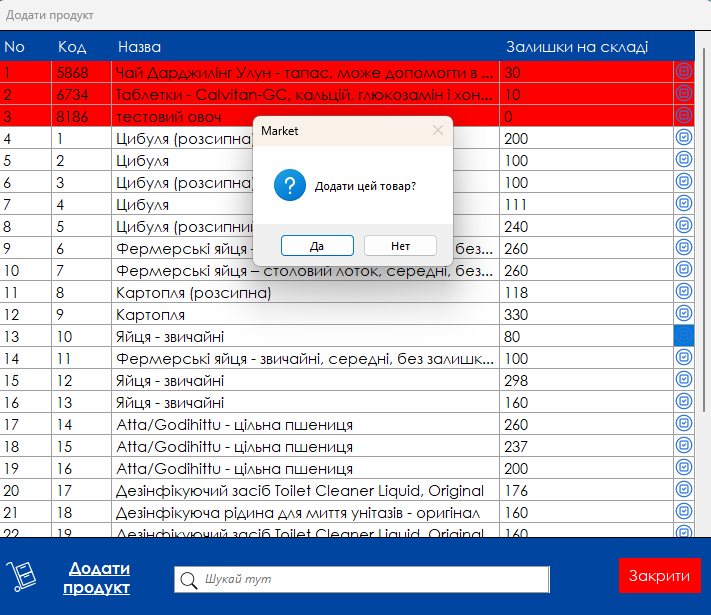 Додати продукт
No Код Назва Залишки на складі
1 5868 Чай Дарджилінг Улун - тапас, може допомогти в ... 30
2 6734 Таблетки - Calvitan-GC, кальцій, глюкозамін і хон... 10
3 8186 тестовий овоч 0
4 1 Цибуля (розсипна) 200
5 2 Цибуля 100
6 3 Цибуля (розсипна) 100
7 4 Цибуля 111
8 5 Цибуля (розсипни 240
9 6 Фермерські яйця - без... 260
10 7 Фермерські яйця – столовий лоток, середні, без... 260
11 8 Картопля (розсипна) 118
12 9 Картопля 330
13 10 Яйця - звичайні 80
14 11 Фермерські яйця - звичайні, середні, без залишк... 100
15 12 Яйця - звичайні 298
16 13 Яйця - звичайні 160
17 14 Atta/Godihittu - цільна пшениця 260
18 15 Atta/Godihittu - цільна пшениця 237
19 16 Atta/Godihittu - цільна пшениця 200
20 17 Дезінфікуючий засіб Toilet Cleaner Liquid, Original 176
21 18 Дезінфікуюча рідина для миття унітазів - оригінал 160
22 19 Дезінфікуючий засіб Toilet Cleaner Liquid, Original 160
Market
Додати цей товар?
Да Нет
Додати
продукт
Шукай тут
Закрити